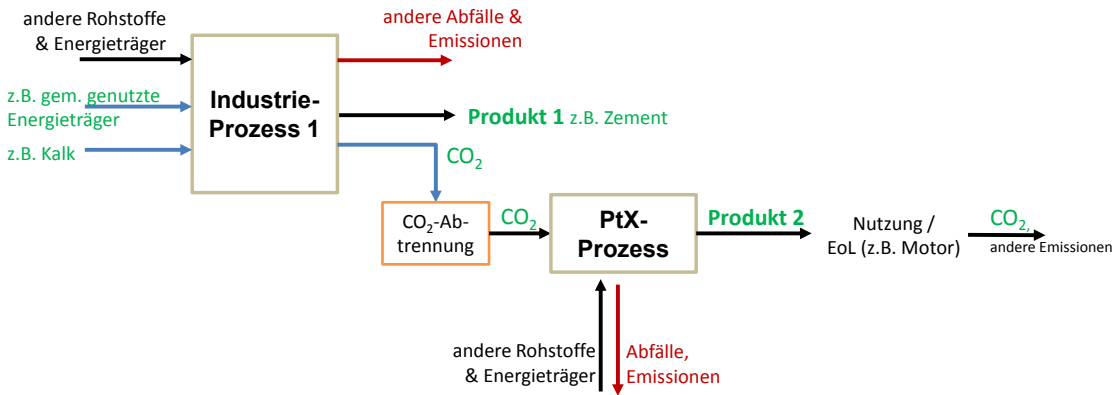 andere Rohstoffe
& Energieträger
z.B. gem. genutzte
Energieträger
z.B. Kalk
Industrie-
Prozess 1
andere Abfälle &
Emissionen
Produkt 1 z.B. Zement
CO₂
CO₂-Ab-
trennung
CO₂
PtX-
Prozess
Produkt 2
Nutzung /
EoL (z.B. Motor)
CO₂,
andere Emissionen
andere Rohstoffe
& Energieträger
Abfälle,
Emissionen